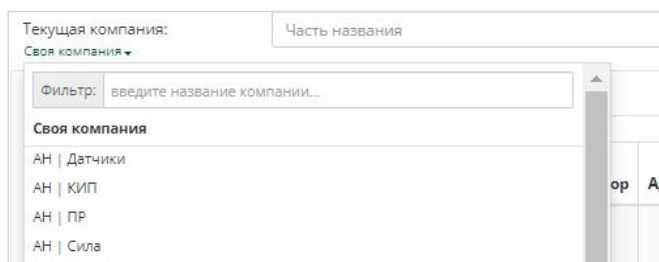 Текущая компания:
Часть названия
Своя компания
Фильтр: введите название компании...
Своя компания
АН | Датчики
АН | КИП
АН | ПР
АН | Сила